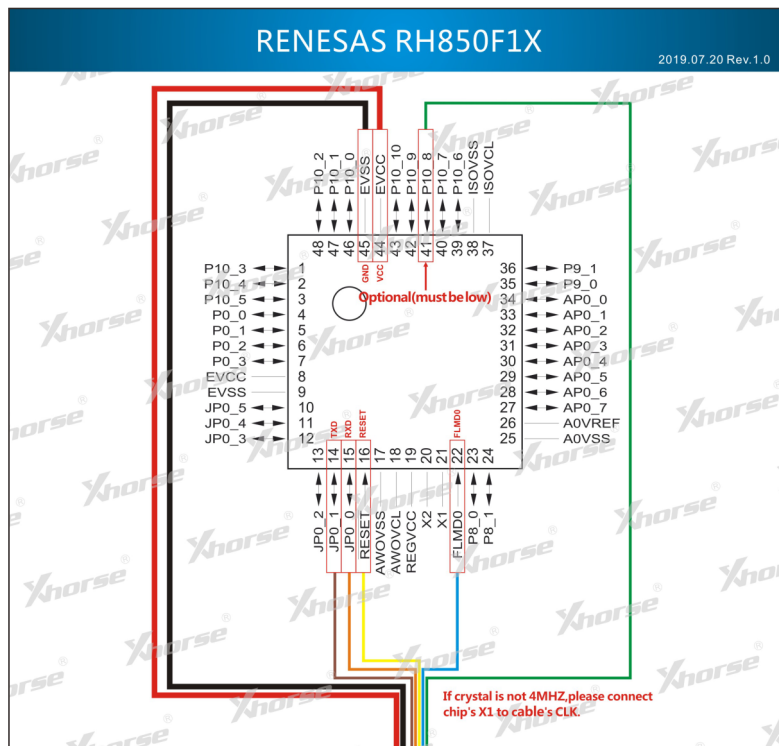 RENESAS RH850F1X
2019.07.20 Rev.1.0
P10_2
P10_1
P10_0
EVSS
EVCC
P10_10
P10_9
P10_8
P10_7
P10_6
ISOVSS
ISOVCL
48
47
46
45
44
43
42
41
40
39
38
37
GND
VCC
Optional(must be low)
P10_3 1
P10_4 2
P10_5 3
P0_0 4
P0_1 5
P0_2 6
P0_3 7
EVCC 8
EVSS 9
JP0_5 10
JP0_4 11
JP0_3 12
36 P9_1
35 P9_0
34 AP0_0
33 AP0_1
32 AP0_2
31 AP0_3
30 AP0_4
29 AP0_5
28 AP0_6
27 AP0_7
26 A0VREF
25 A0VSS
TXD
RXD
RESET
FLMD0
13
14
15
16
17
18
19
20
21
22
23
24
JP0_2
JP0_1
JP0_0
RESET
AWOVSS
AWOVCL
REGVCC
X2
X1
FLMD0
P8_0
P8_1
If crystal is not 4MHZ,please connect
chip's X1 to cable's CLK.
Xhorse®